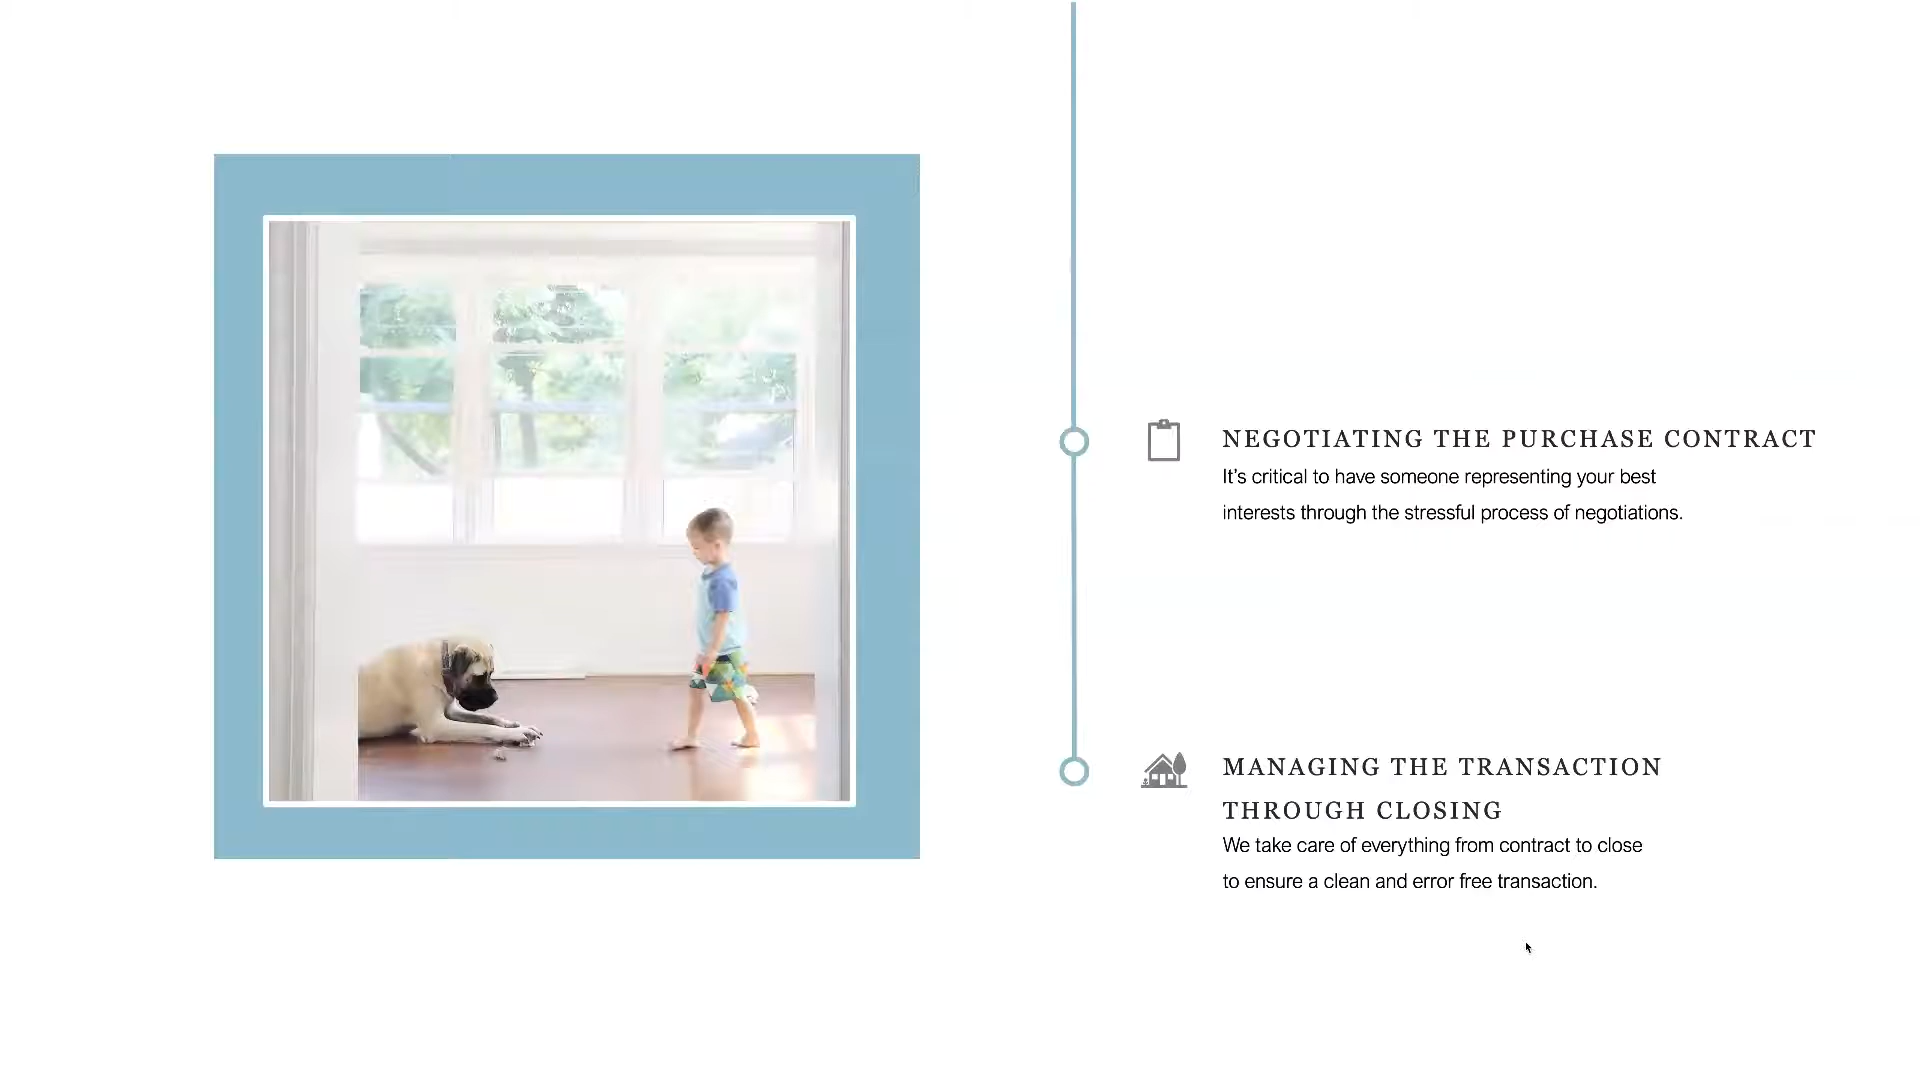 NEGOTIATING THE PURCHASE CONTRACT
It’s critical to have someone representing your best
interests through the stressful process of negotiations.
MANAGING THE TRANSACTION
THROUGH CLOSING
We take care of everything from contract to close
to ensure a clean and error free transaction.